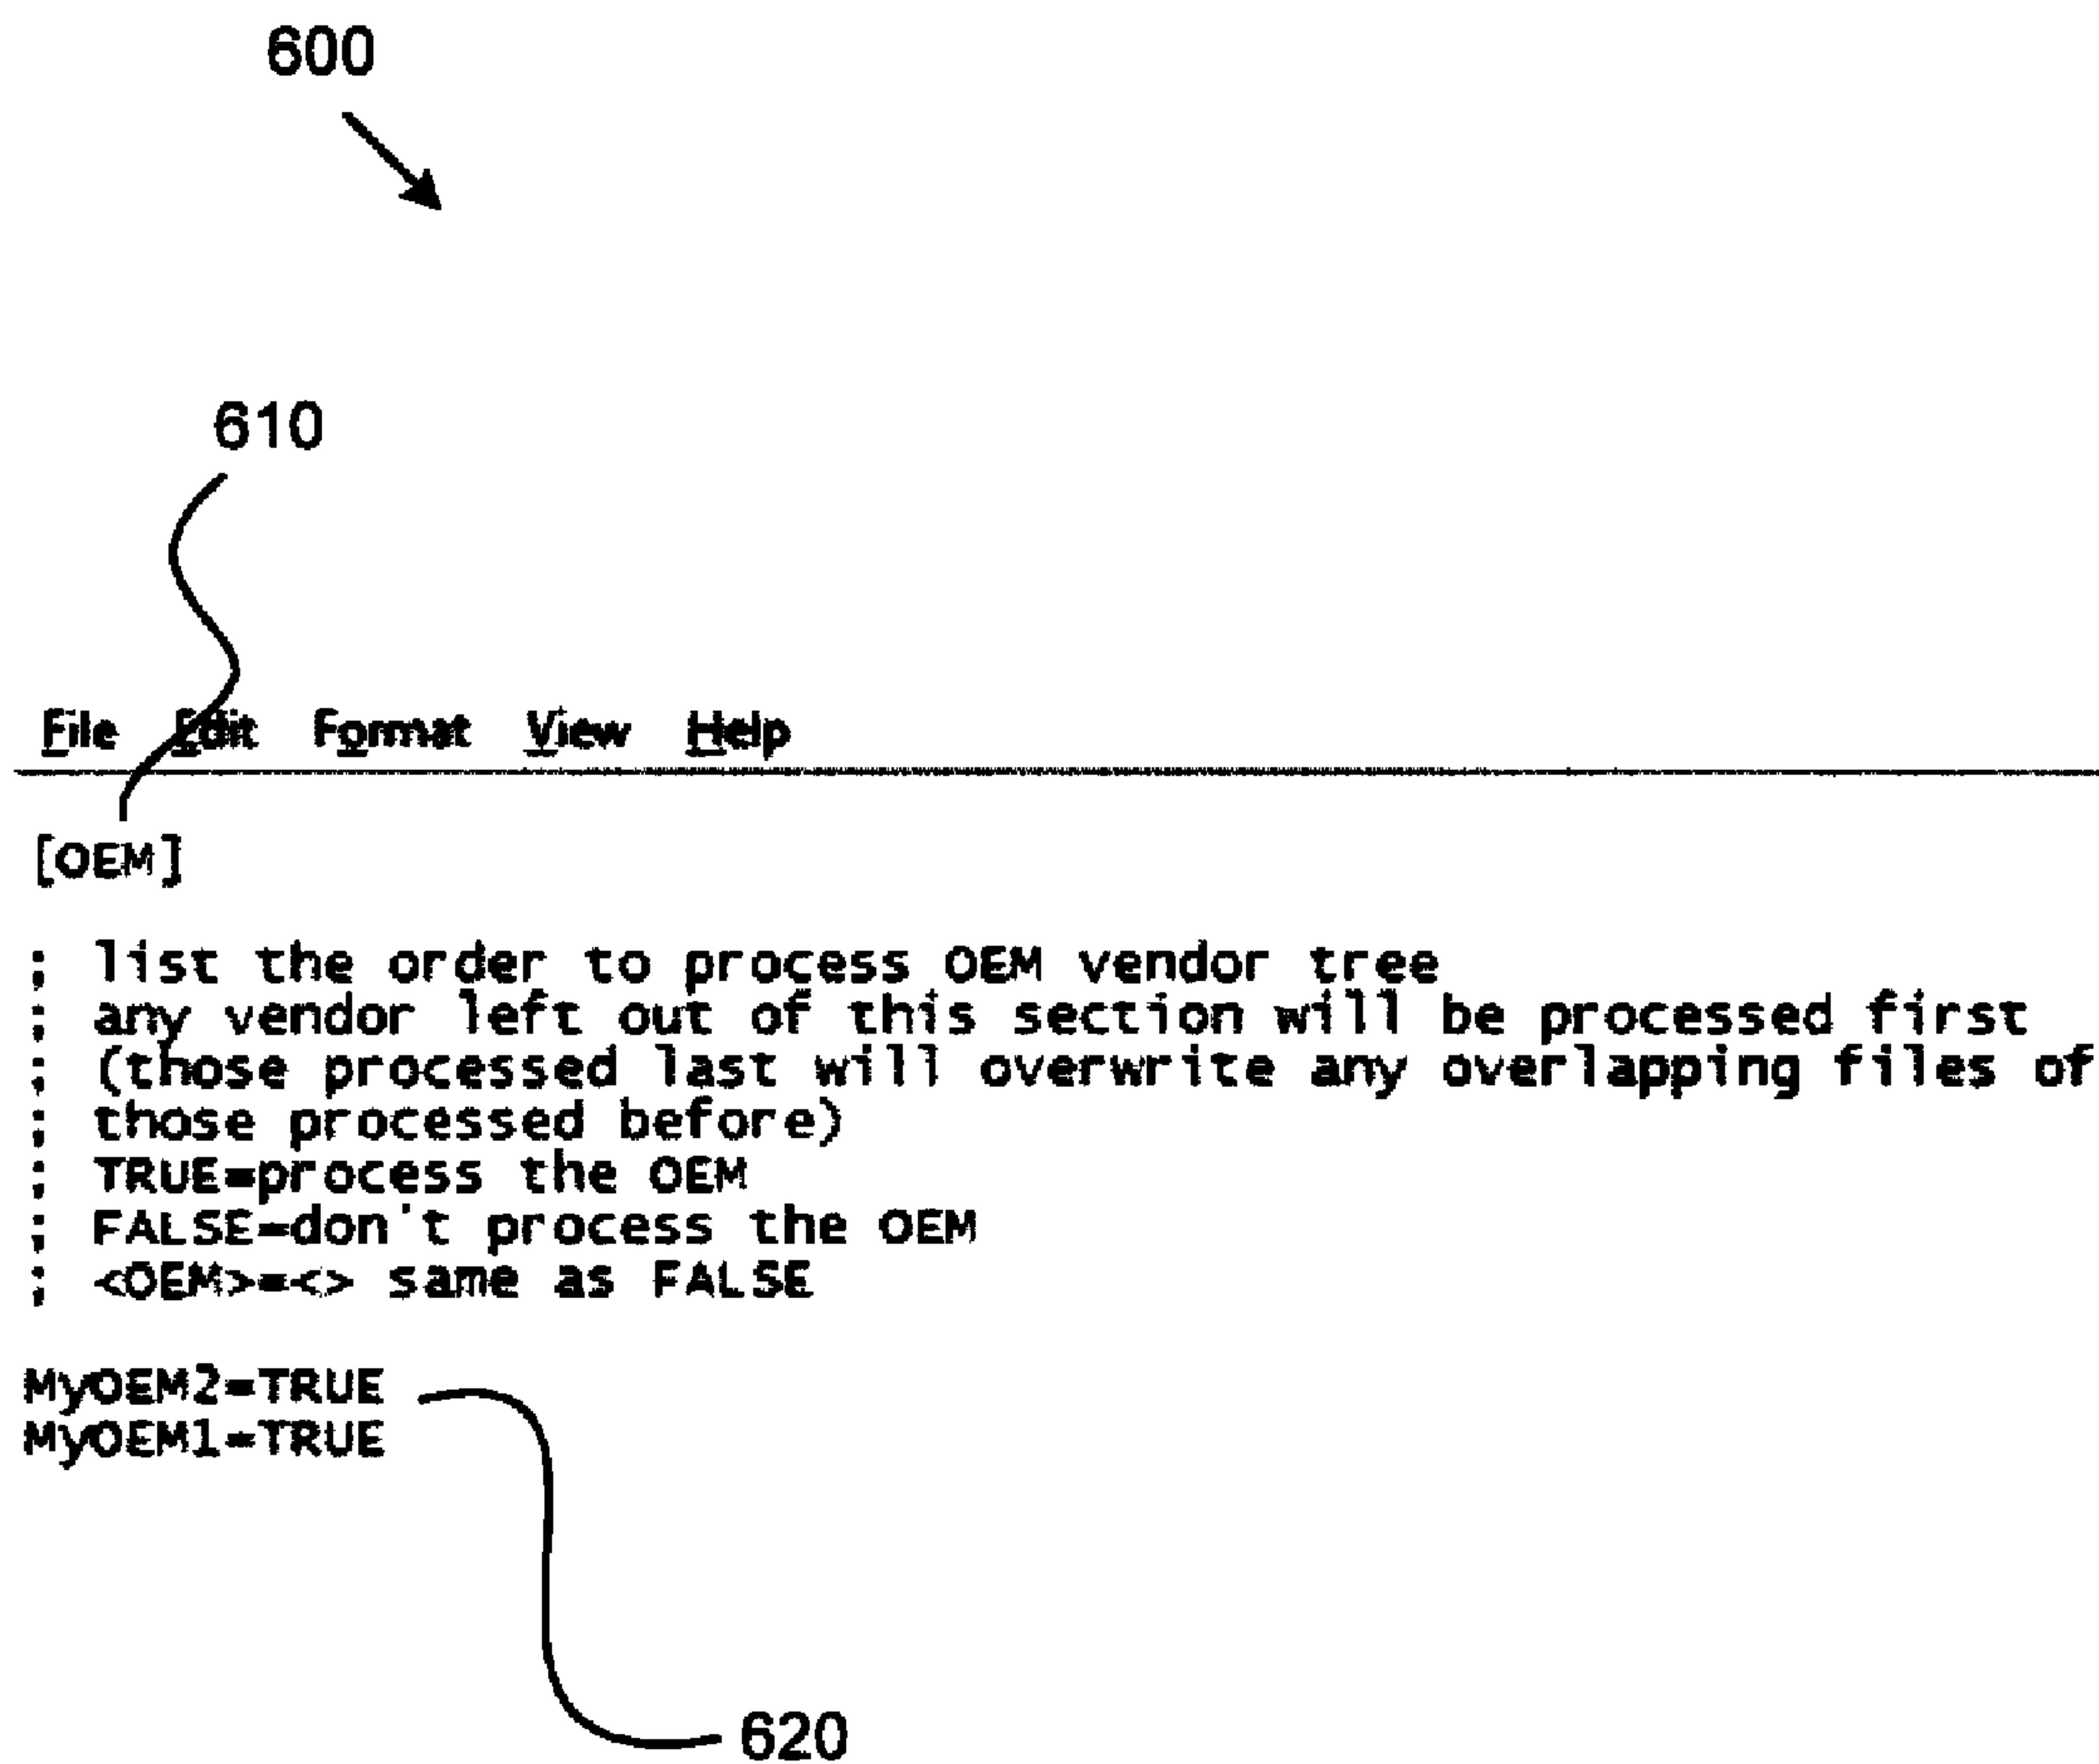 600
610
File Edit Format View Help
[OEM]
; list the order to process OEM vendor tree
; any vendor left out of this section will be processed first
; (those processed last will overwrite any overlapping files of
; those processed before)
; TRUE=process the OEM
; FALSE=don't process the OEM
; <OEM>=<> same as FALSE
MyOEM2=TRUE
MyOEM1=TRUE
620